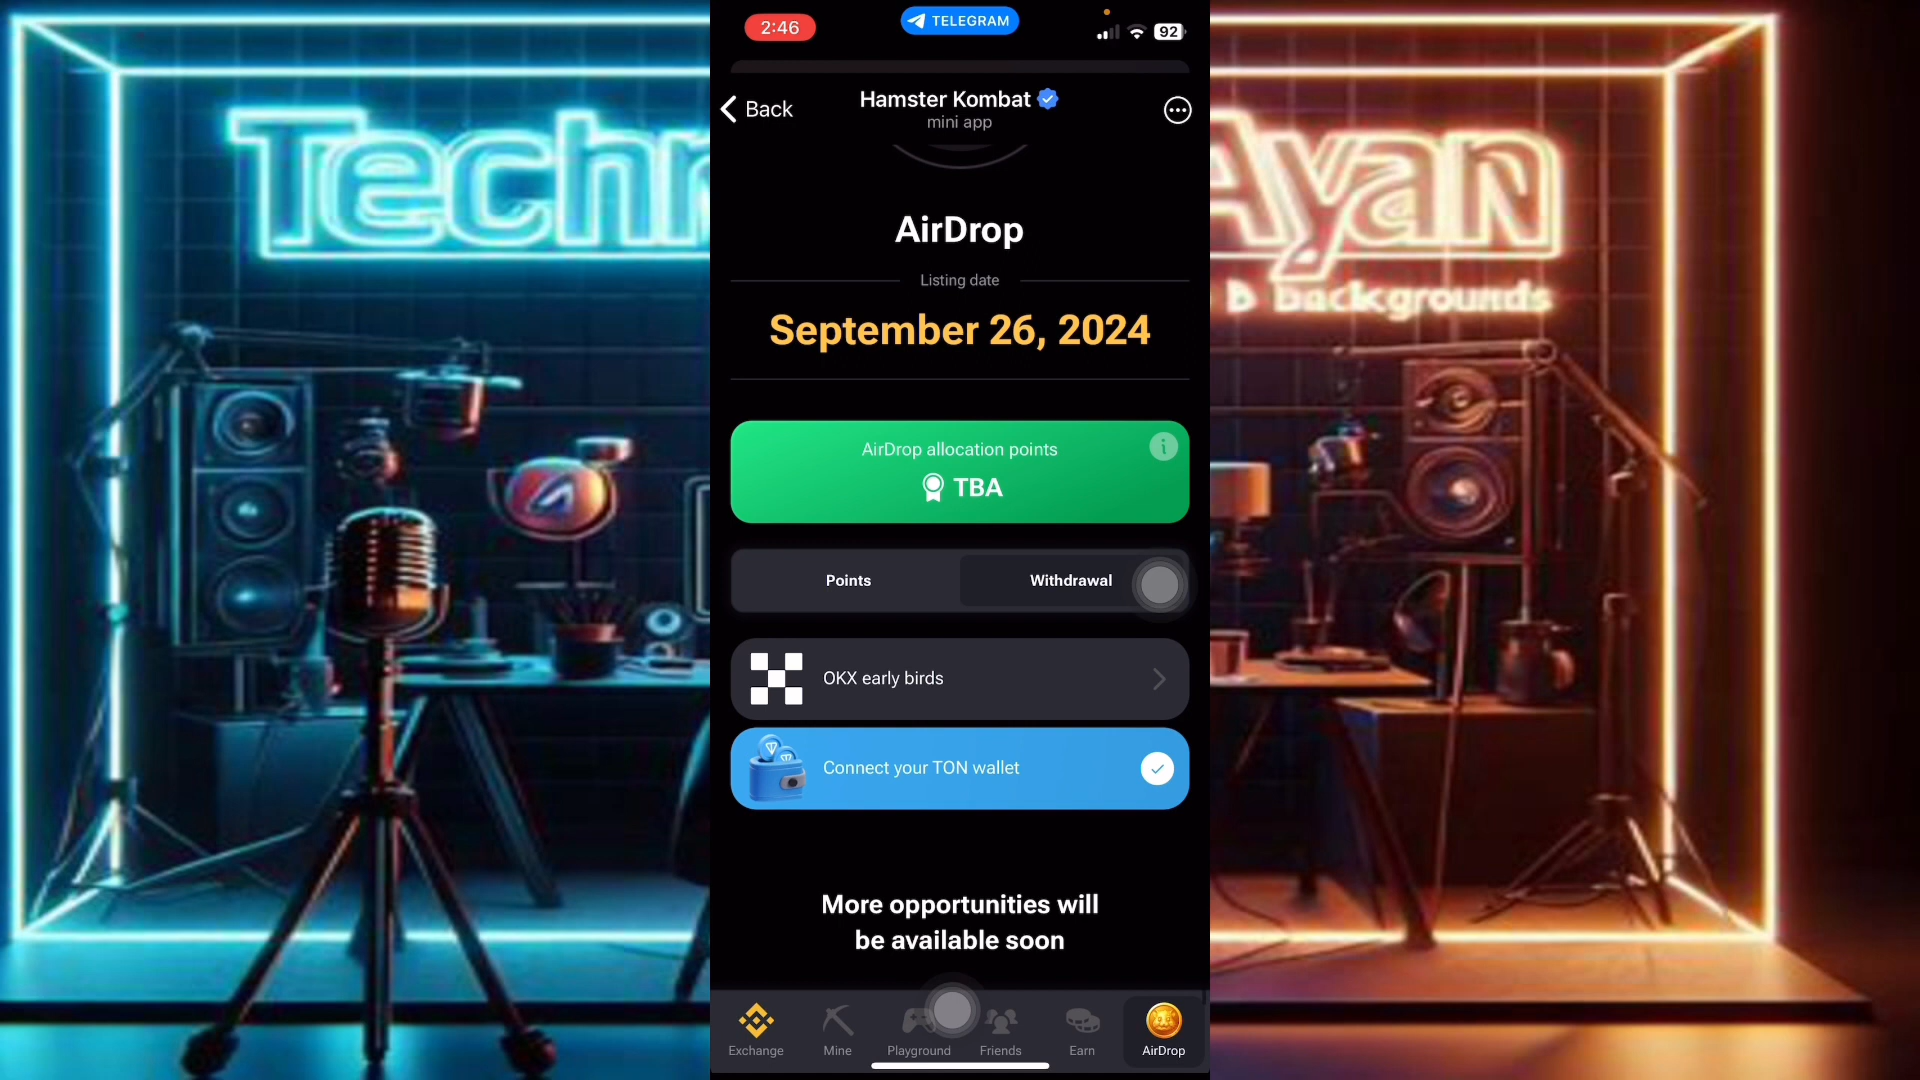 2:46
TELEGRAM
92
Back
Hamster Kombat
mini app
Techn
Ayan
b backgrounds
AirDrop
Listing date
September 26, 2024
AirDrop allocation points
TBA
Points
Withdrawal
OKX early birds
Connect your TON wallet
More opportunities will
be available soon
Exchange
Mine
Playground
Friends
Earn
AirDrop